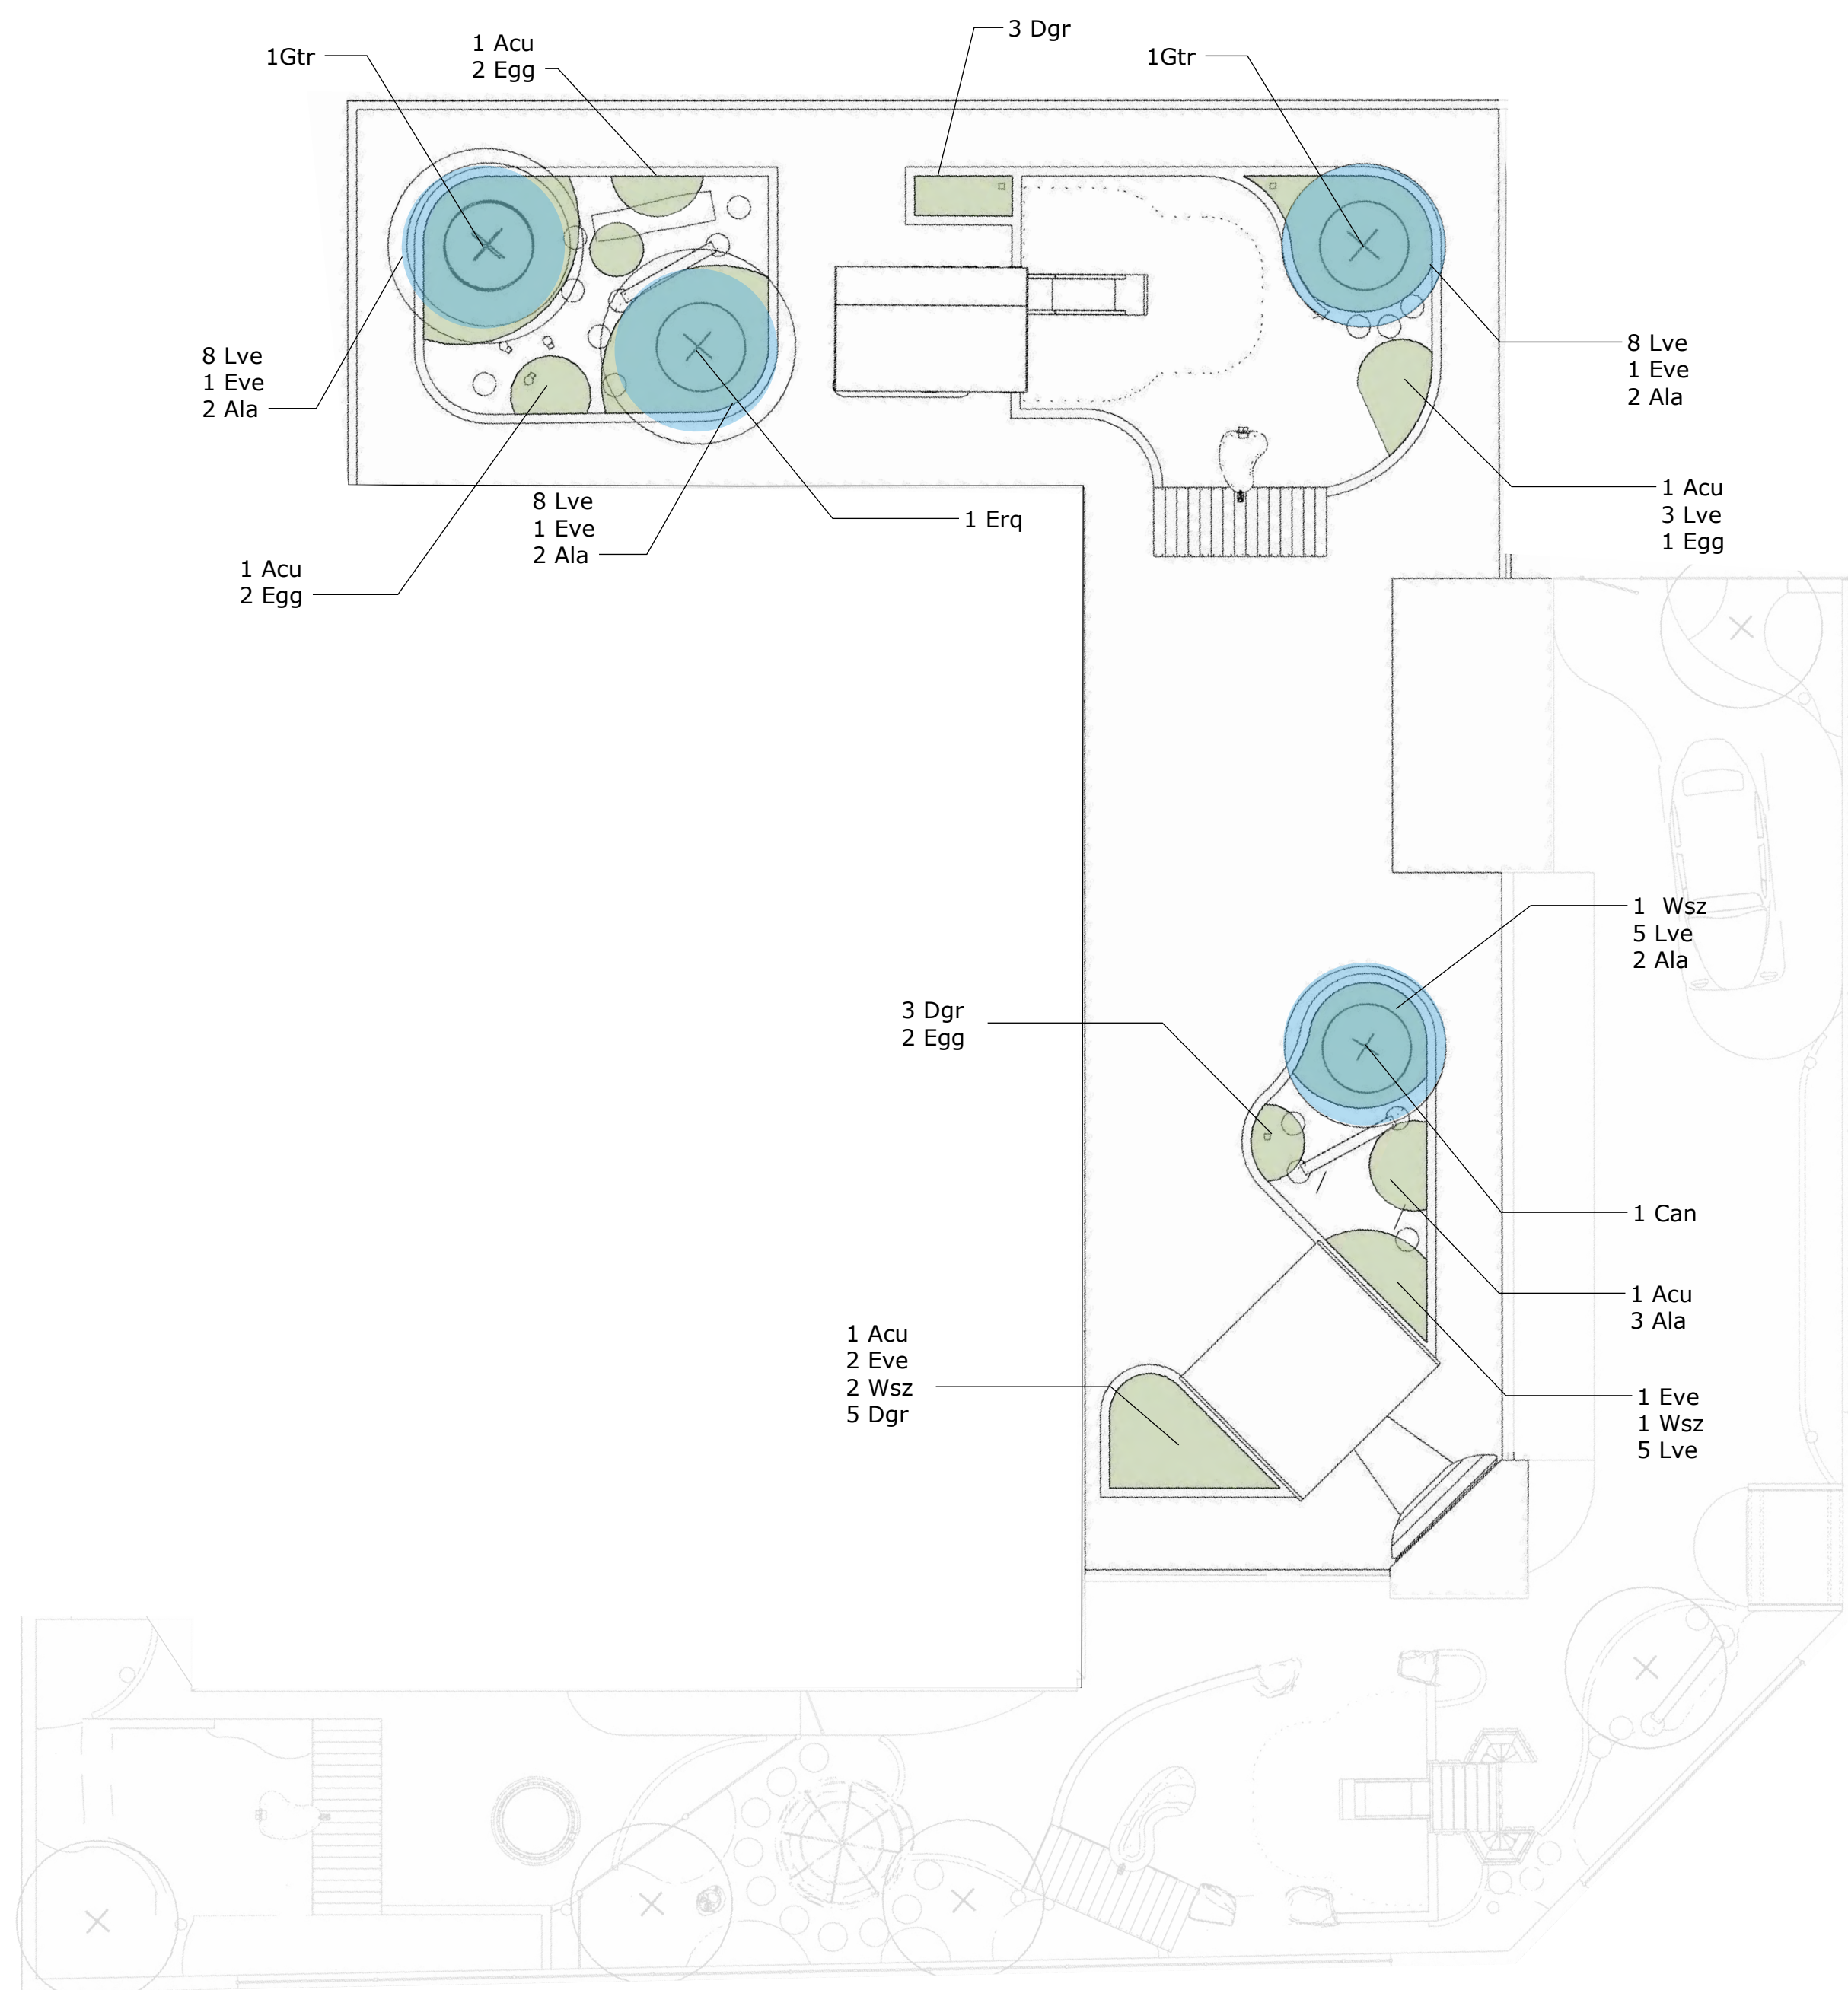 3 Dgr
1 Acu
2 Egg
1Gtr
1Gtr
8 Lve
1 Eve
2 Ala
8 Lve
1 Eve
2 Ala
1 Acu
3 Lve
1 Egg
8 Lve
1 Eve
2 Ala
1 Erq
1 Acu
2 Egg
1 Wsz
5 Lve
2 Ala
3 Dgr
2 Egg
1 Can
1 Acu
3 Ala
1 Acu
2 Eve
2 Wsz
5 Dgr
1 Eve
1 Wsz
5 Lve